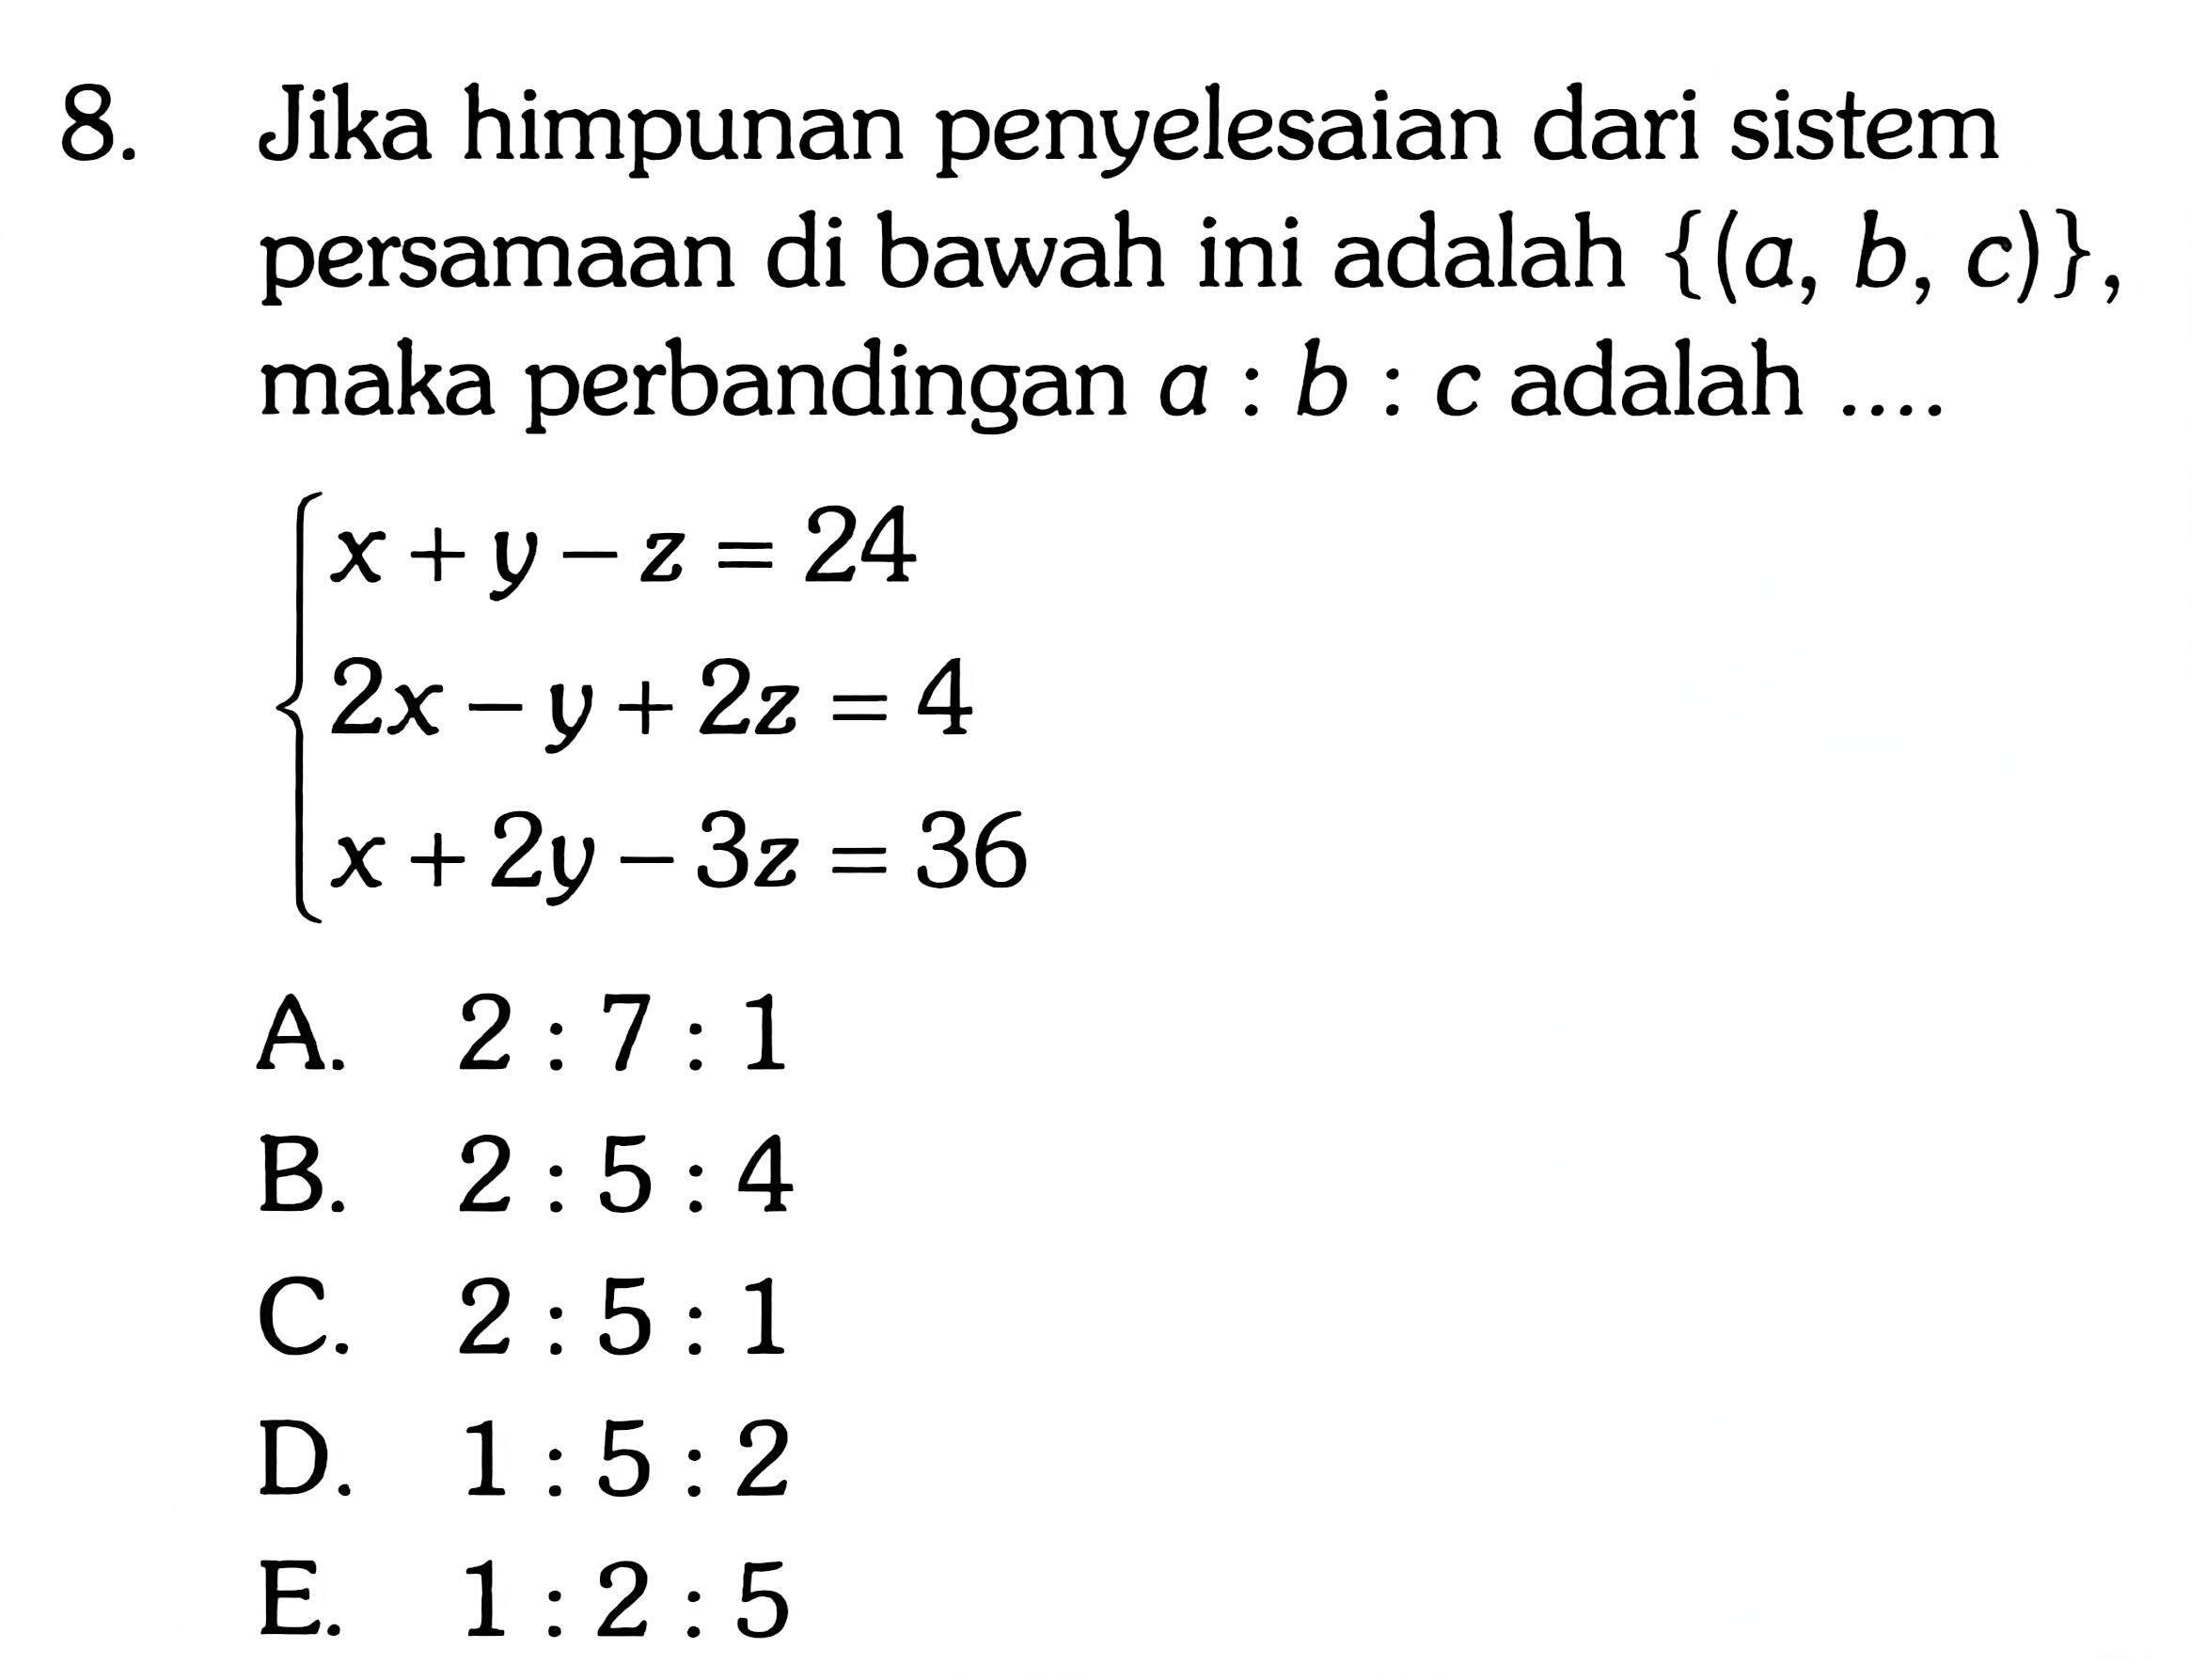 8. Jika himpunan penyelesaian dari sistem
persamaan di bawah ini adalah {(a, b, c)},
maka perbandingan a : b : c adalah ....
x + y – z = 24
2x – y + 2z = 4
x + 2y – 3z = 36
A. 2 : 7 : 1
B. 2 : 5 : 4
C. 2 : 5 : 1
D. 1 : 5 : 2
E. 1 : 2 : 5